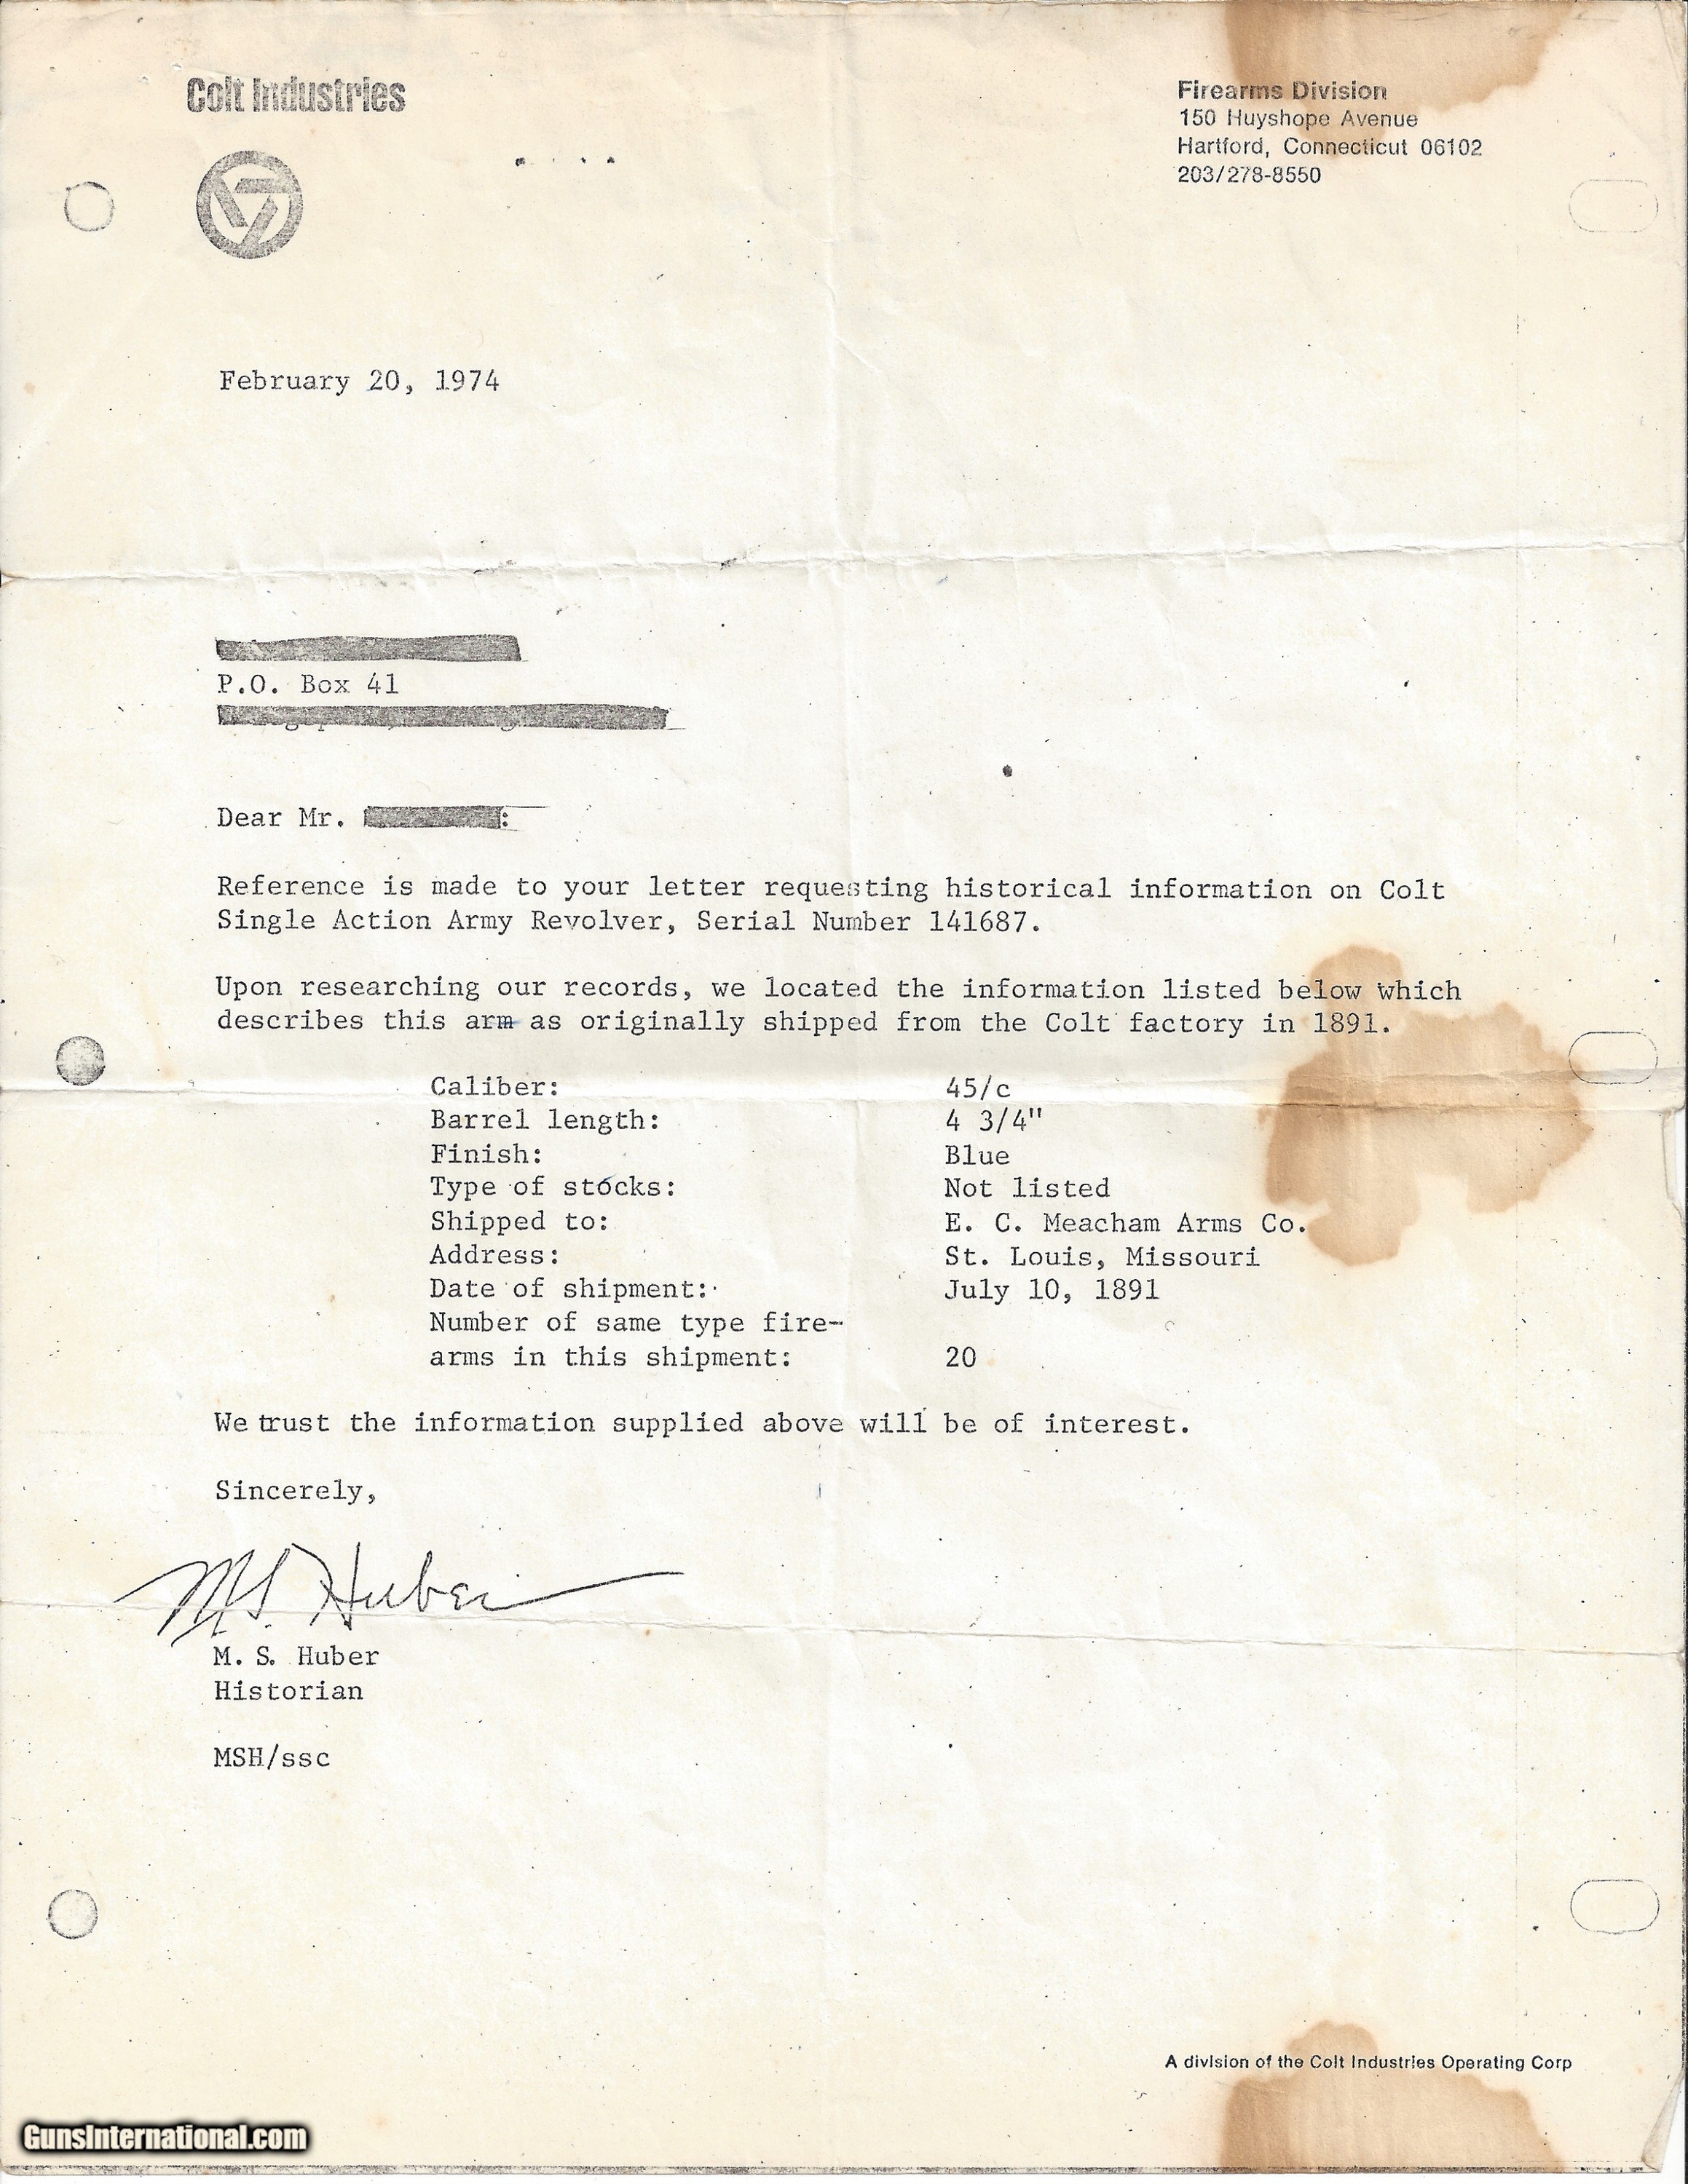 Colt Industries
Firearms Division
150 Huyshope Avenue
Hartford, Connecticut 06102
203/278-8550
February 20, 1974
P.O. Box 41
Dear Mr. :
Reference is made to your letter requesting historical information on Colt
Single Action Army Revolver, Serial Number 141687.
Upon researching our records, we located the information listed below which
describes this arm as originally shipped from the Colt factory in 1891.
Caliber: 45/c
Barrel length: 4 3/4"
Finish: Blue
Type of stocks: Not listed
Shipped to: E. C. Meacham Arms Co.
Address: St. Louis, Missouri
Date of shipment: July 10, 1891
Number of same type fire-
arms in this shipment: 20
We trust the information supplied above will be of interest.
Sincerely,
M.S. Huber
M. S. Huber
Historian
MSH/ssc
A division of the Colt Industries Operating Corp
GunsInternational.com